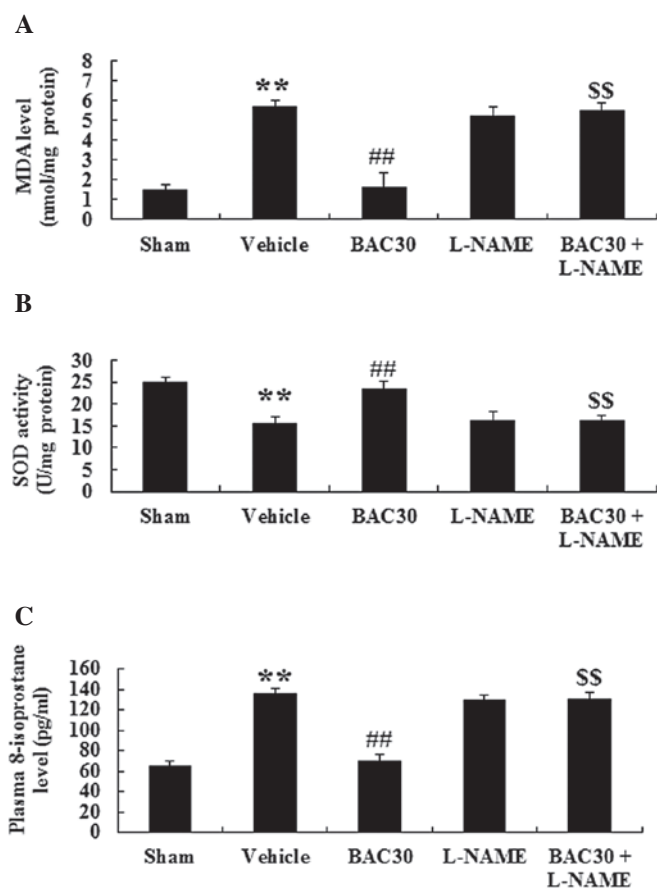 A
MDA level
(nmol/mg protein)
8
7
6
5
4
3
2
1
0
**
##
$$
Sham Vehicle BAC30 L-NAME BAC30 +
L-NAME
B
SOD activity
(U/mg protein)
30
25
20
15
10
5
0
**
##
$$
Sham Vehicle BAC30 L-NAME BAC30 +
L-NAME
C
Plasma 8-isoprostane
level (pg/ml)
160
140
120
100
80
60
40
20
0
**
##
$$
Sham Vehicle BAC30 L-NAME BAC30 +
L-NAME